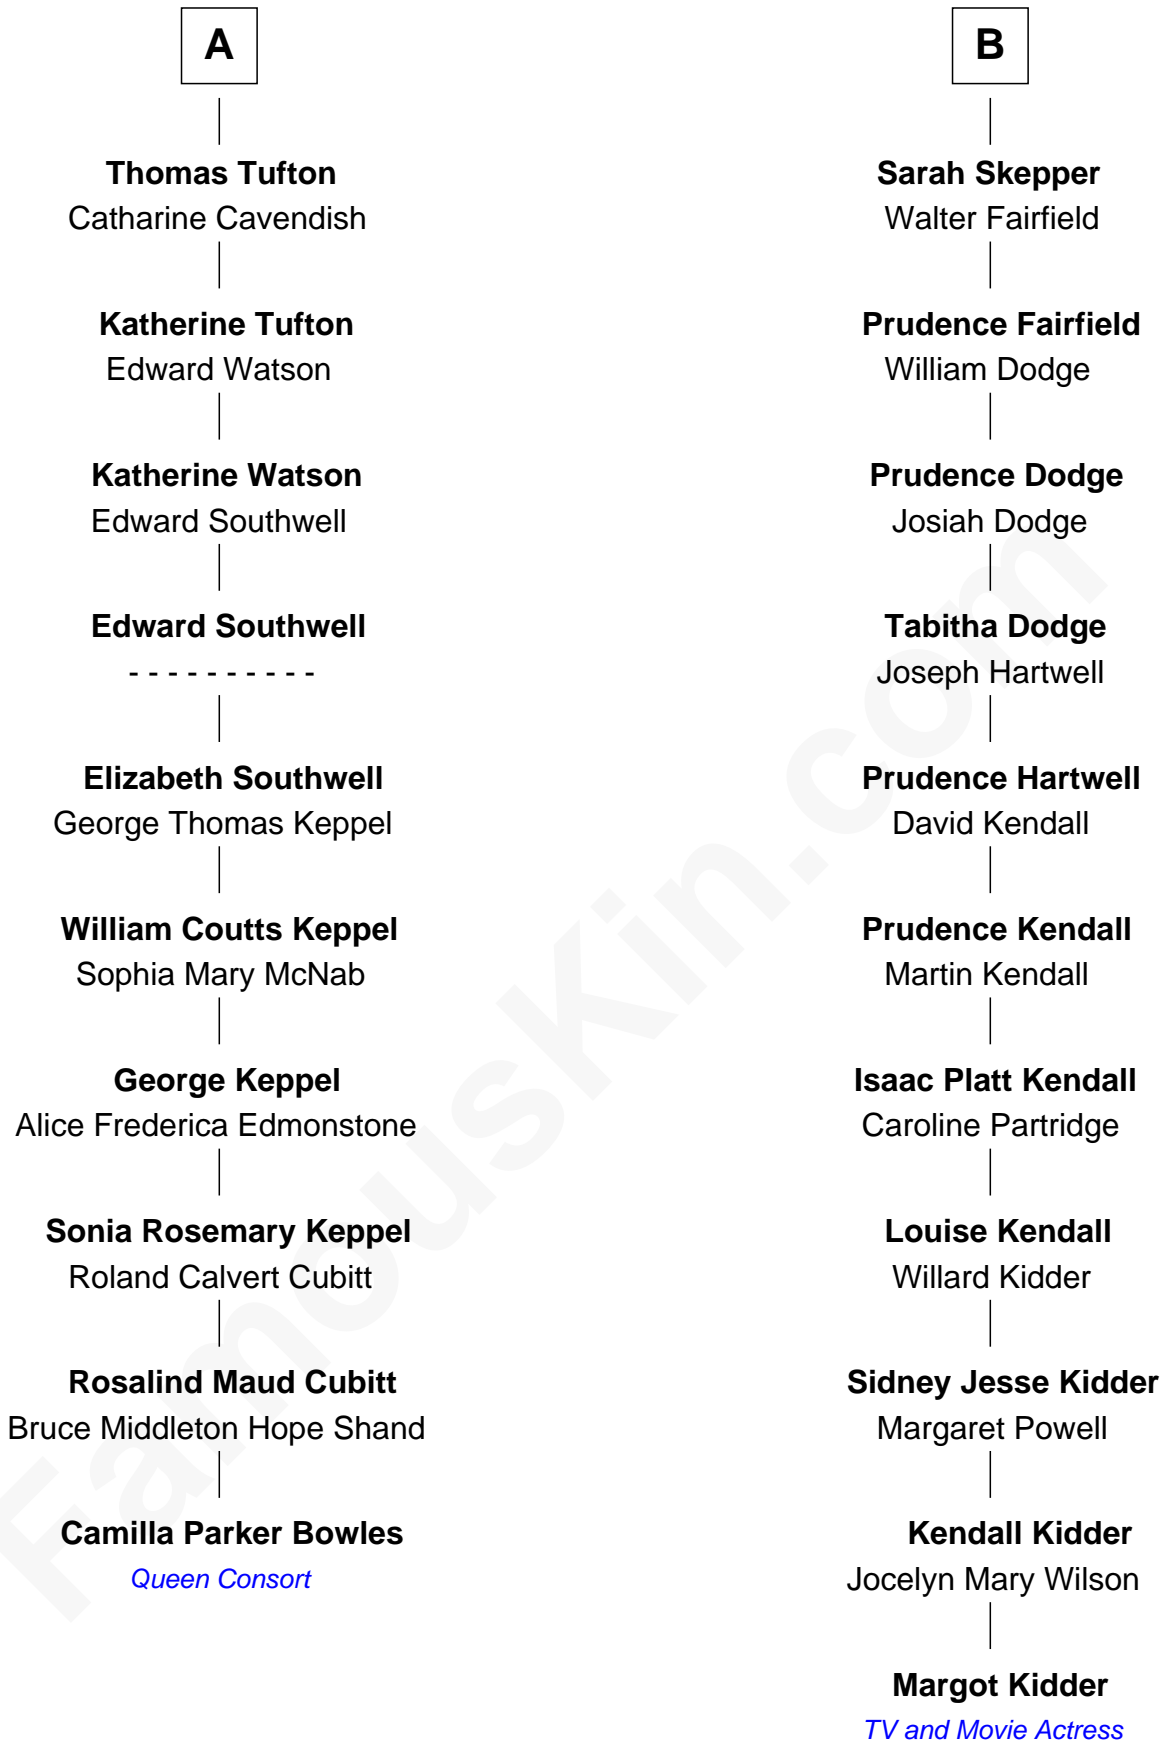 A
Thomas Tufton
Catharine Cavendish
Katherine Tufton
Edward Watson
Katherine Watson
Edward Southwell
Edward Southwell
- - - - - - - - - -
Elizabeth Southwell
George Thomas Keppel
William Coutts Keppel
Sophia Mary McNab
George Keppel
Alice Frederica Edmonstone
Sonia Rosemary Keppel
Roland Calvert Cubitt
Rosalind Maud Cubitt
Bruce Middleton Hope Shand
Camilla Parker Bowles
Queen Consort
B
Sarah Skepper
Walter Fairfield
Prudence Fairfield
William Dodge
Prudence Dodge
Josiah Dodge
Tabitha Dodge
Joseph Hartwell
Prudence Hartwell
David Kendall
Prudence Kendall
Martin Kendall
Isaac Platt Kendall
Caroline Partridge
Louise Kendall
Willard Kidder
Sidney Jesse Kidder
Margaret Powell
Kendall Kidder
Jocelyn Mary Wilson
Margot Kidder
TV and Movie Actress
FamousKin.com